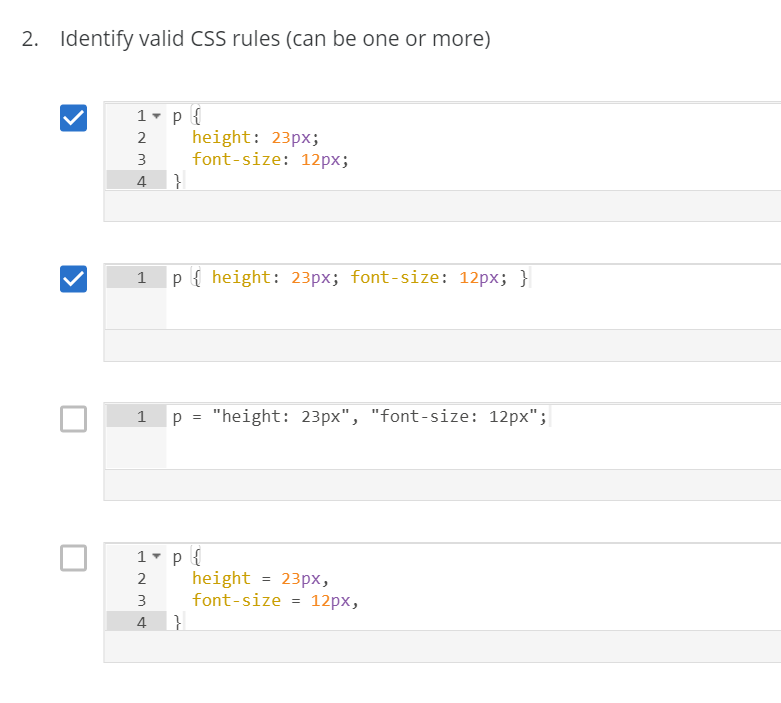 2. Identify valid CSS rules (can be one or more)
1 p {
2 height: 23px;
3 font-size: 12px;
4 }
1 p { height: 23px; font-size: 12px; }
1 p = "height: 23px", "font-size: 12px";
1 p {
2 height = 23px,
3 font-size = 12px,
4 }